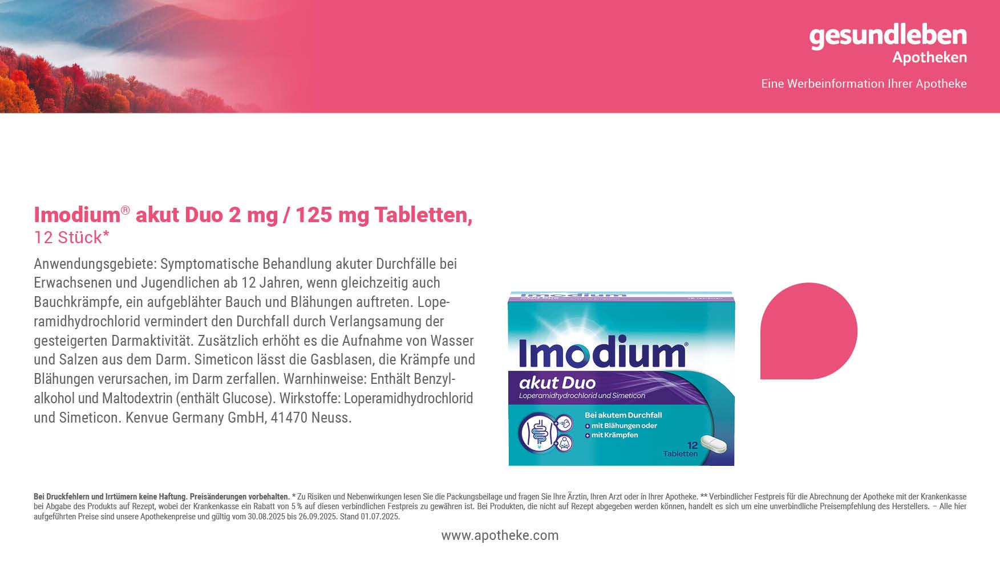 gesundleben
Apotheken
Eine Werbeinformation Ihrer Apotheke
Imodium® akut Duo 2 mg / 125 mg Tabletten,
12 Stück*
Anwendungsgebiete: Symptomatische Behandlung akuter Durchfälle bei
Erwachsenen und Jugendlichen ab 12 Jahren, wenn gleichzeitig auch
Bauchkrämpfe, ein aufgeblähter Bauch und Blähungen auftreten. Lope-
ramidhydrochlorid vermindert den Durchfall durch Verlangsamung der
gesteigerten Darmaktivität. Zusätzlich erhöht es die Aufnahme von Wasser
und Salzen aus dem Darm. Simeticon lässt die Gasblasen, die Krämpfe und
Blähungen verursachen, im Darm zerfallen. Warnhinweise: Enthält Benzyl-
alkohol und Maltodextrin (enthält Glucose). Wirkstoffe: Loperamidhydrochlorid
und Simeticon. Kenvue Germany GmbH, 41470 Neuss.
Imodium
akut Duo
Imodium®
akut Duo
Loperamidhydrochlorid und Simeticon
Bei akutem Durchfall
mit Blähungen oder
mit Krämpfen
12
Tabletten
Bei Druckfehlern und Irrtümern keine Haftung. Preisänderungen vorbehalten. * Zu Risiken und Nebenwirkungen lesen Sie die Packungsbeilage und fragen Sie Ihre Ärztin, Ihren Arzt oder in Ihrer Apotheke. ** Verbindlicher Festpreis für die Abrechnung der Apotheke mit der Krankenkasse
bei Abgabe des Produkts auf Rezept, wobei der Krankenkasse ein Rabatt von 5 % auf diesen verbindlichen Festpreis zu gewähren ist. Bei Produkten, die nicht auf Rezept abgegeben werden können, handelt es sich um eine unverbindliche Preisempfehlung des Herstellers. – Alle hier
aufgeführten Preise sind unsere Apothekenpreise und gültig vom 30.08.2025 bis 26.09.2025. Stand 01.07.2025.
www.apotheke.com